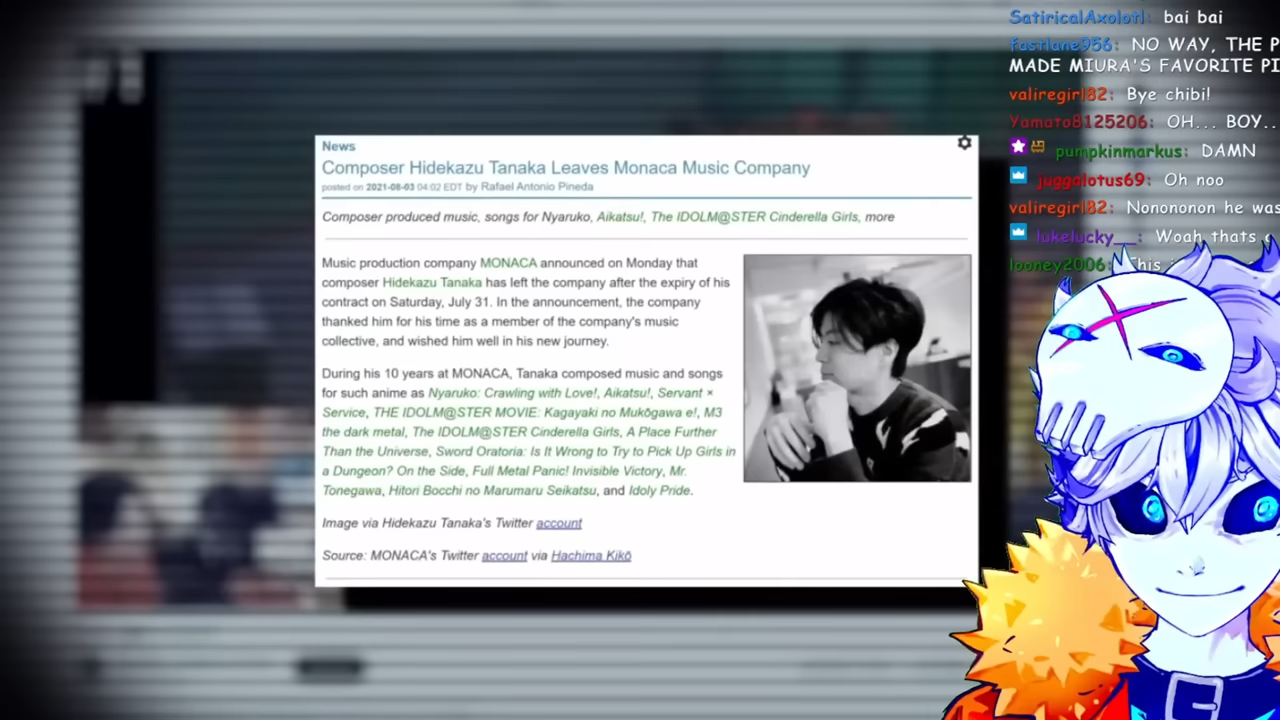 News
Composer Hidekazu Tanaka Leaves Monaca Music Company
posted on 2021-08-03 04:02 EDT by Rafael Antonio Pineda
Composer produced music, songs for Nyaruko, Aikatsu!, The IDOLM@STER Cinderella Girls, more
Music production company MONACA announced on Monday that
composer Hidekazu Tanaka has left the company after the expiry of his
contract on Saturday, July 31. In the announcement, the company
thanked him for his time as a member of the company's music
collective, and wished him well in his new journey.
During his 10 years at MONACA, Tanaka composed music and songs
for such anime as Nyaruko: Crawling with Love!, Aikatsu!, Servant ×
Service, THE IDOLM@STER MOVIE: Kagayaki no Mukōgawa e!, M3
the dark metal, The IDOLM@STER Cinderella Girls, A Place Further
Than the Universe, Sword Oratoria: Is It Wrong to Try to Pick Up Girls in
a Dungeon? On the Side, Full Metal Panic! Invisible Victory, Mr.
Tonegawa, Hitori Bocchi no Marumaru Seikatsu, and Idoly Pride.
Image via Hidekazu Tanaka's Twitter account
Source: MONACA's Twitter account via Hachima Kikō
SatiricalAxolotl: bai bai
fastlane956: NO WAY, THE
MADE MIURA'S FAVORITE
valiregirl82: Bye chibi!
Yamato8125206: OH... BOY..
pumpkinmarkus: DAMN
juggalotus69: Oh noo
valiregirl82: Nonononon he was
lukelucky__: Woah thats
looney2006: This